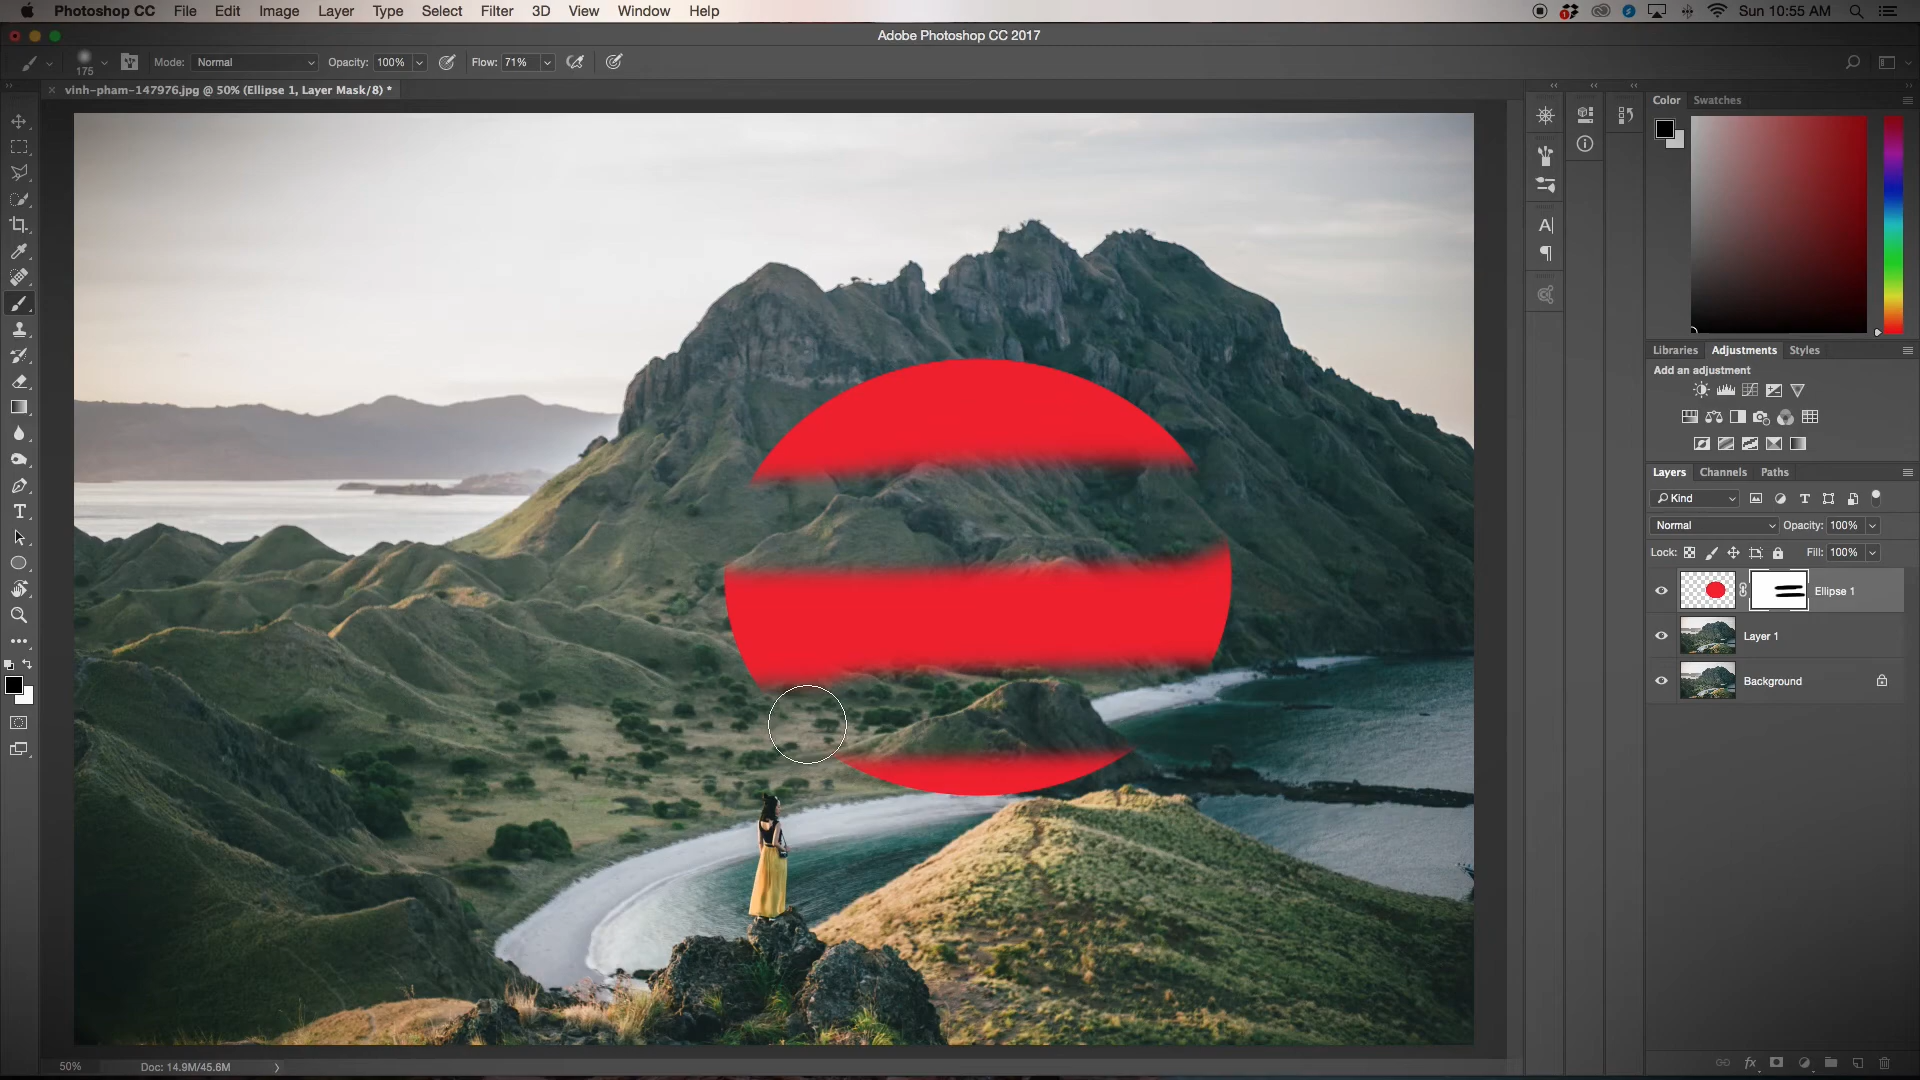 Photoshop CC File Edit Image Layer Type Select Filter 3D View Window Help Sun 10:55 AM
Adobe Photoshop CC 2017
175 Mode: Normal Opacity: 100% Flow: 71%
vinh-pham-147976.jpg @ 50% (Ellipse 1, Layer Mask/8) *
Color Swatches
Libraries Adjustments Styles
Add an adjustment
Layers Channels Paths
Kind
Normal Opacity: 100%
Lock: Fill: 100%
Ellipse 1
Layer 1
Background
50% Doc: 14.9M/45.6M